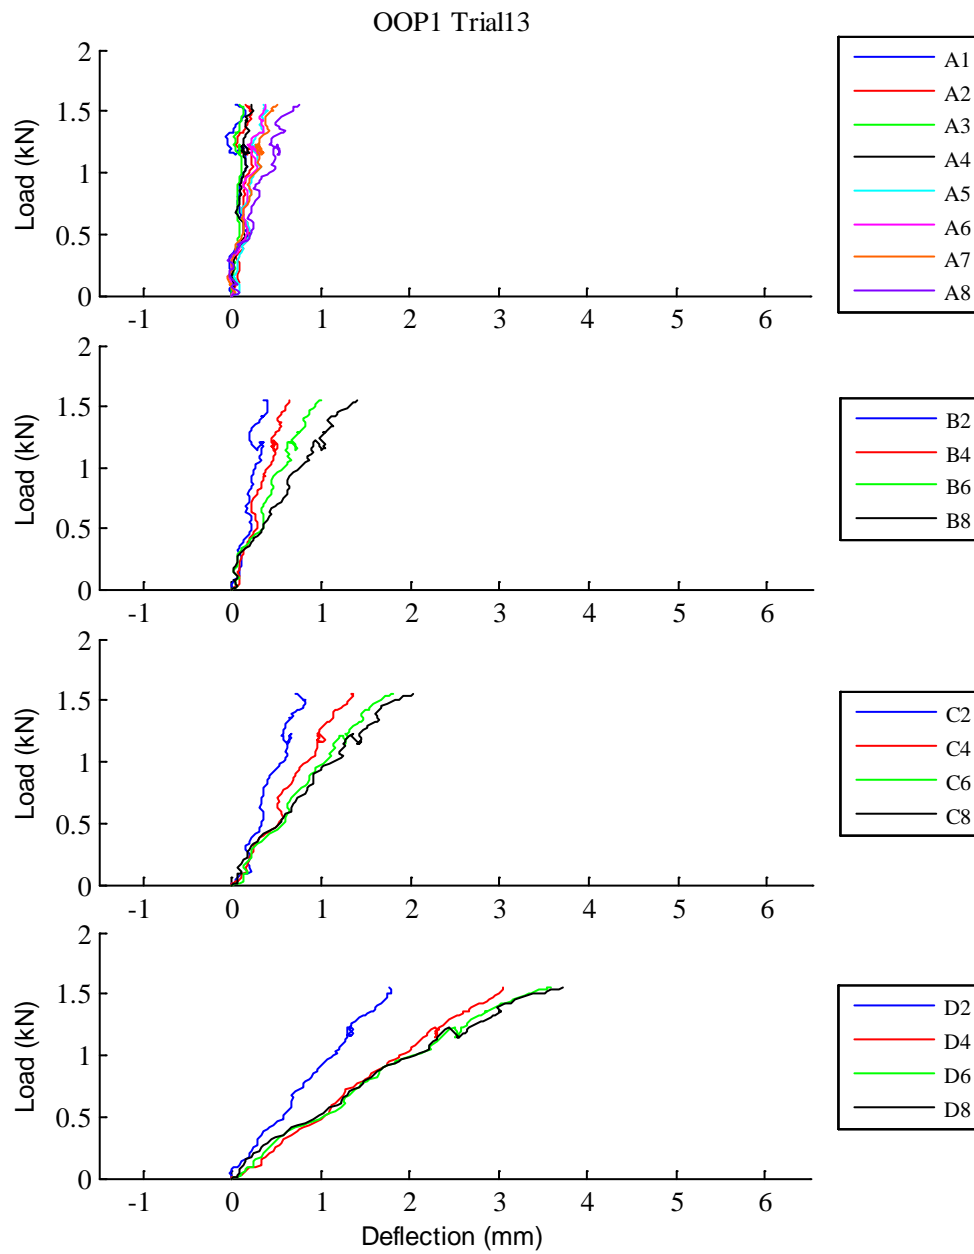 OOP1 Trial13
2
1.5
1
0.5
0
Load (kN)
-1 0 1 2 3 4 5 6
A1
A2
A3
A4
A5
A6
A7
A8
2
1.5
1
0.5
0
Load (kN)
-1 0 1 2 3 4 5 6
B2
B4
B6
B8
2
1.5
1
0.5
0
Load (kN)
-1 0 1 2 3 4 5 6
C2
C4
C6
C8
2
1.5
1
0.5
0
Load (kN)
-1 0 1 2 3 4 5 6
Deflection (mm)
D2
D4
D6
D8